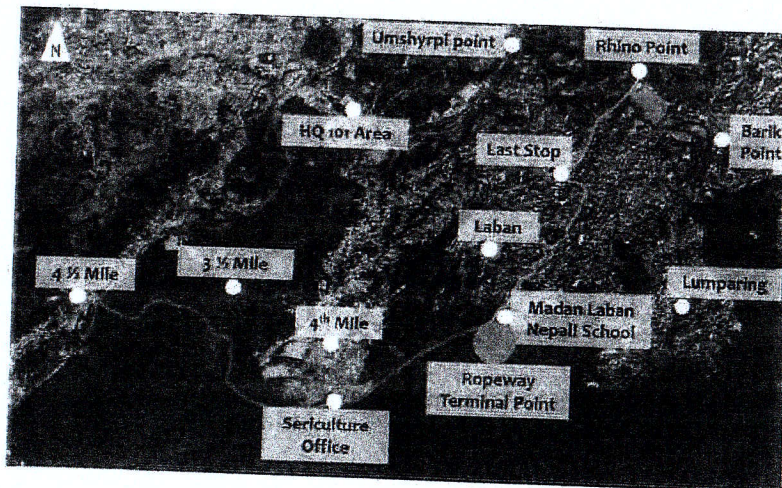 N
Umshyrpi point
Rhino Point
HQ 101 Area
Barik
Point
Last Stop
Laban
4 ½ Mile
3 ½ Mile
Lumparing
4th Mile
Madan Laban
Nepali School
Ropeway
Terminal Point
Sericulture
Office